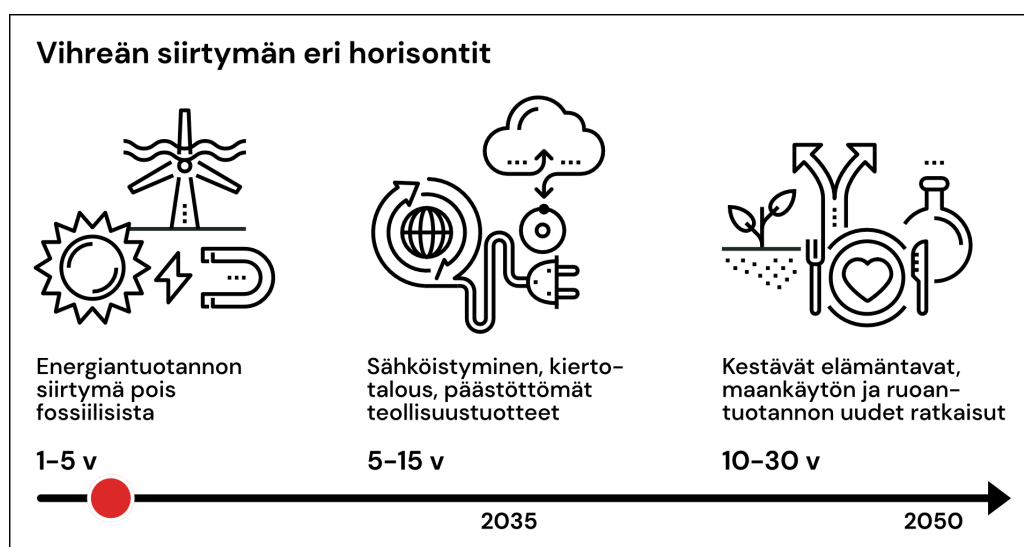 Vihreän siirtymän eri horisontit
Energiantuotannon
siirtymä pois
fossiilisista
1–5 v
Sähköistyminen, kierto-
talous, päästöttömät
teollisuustuotteet
5–15 v
Kestävät elämäntavat,
maankäytön ja ruoan-
tuotannon uudet ratkaisut
10–30 v
2035
2050